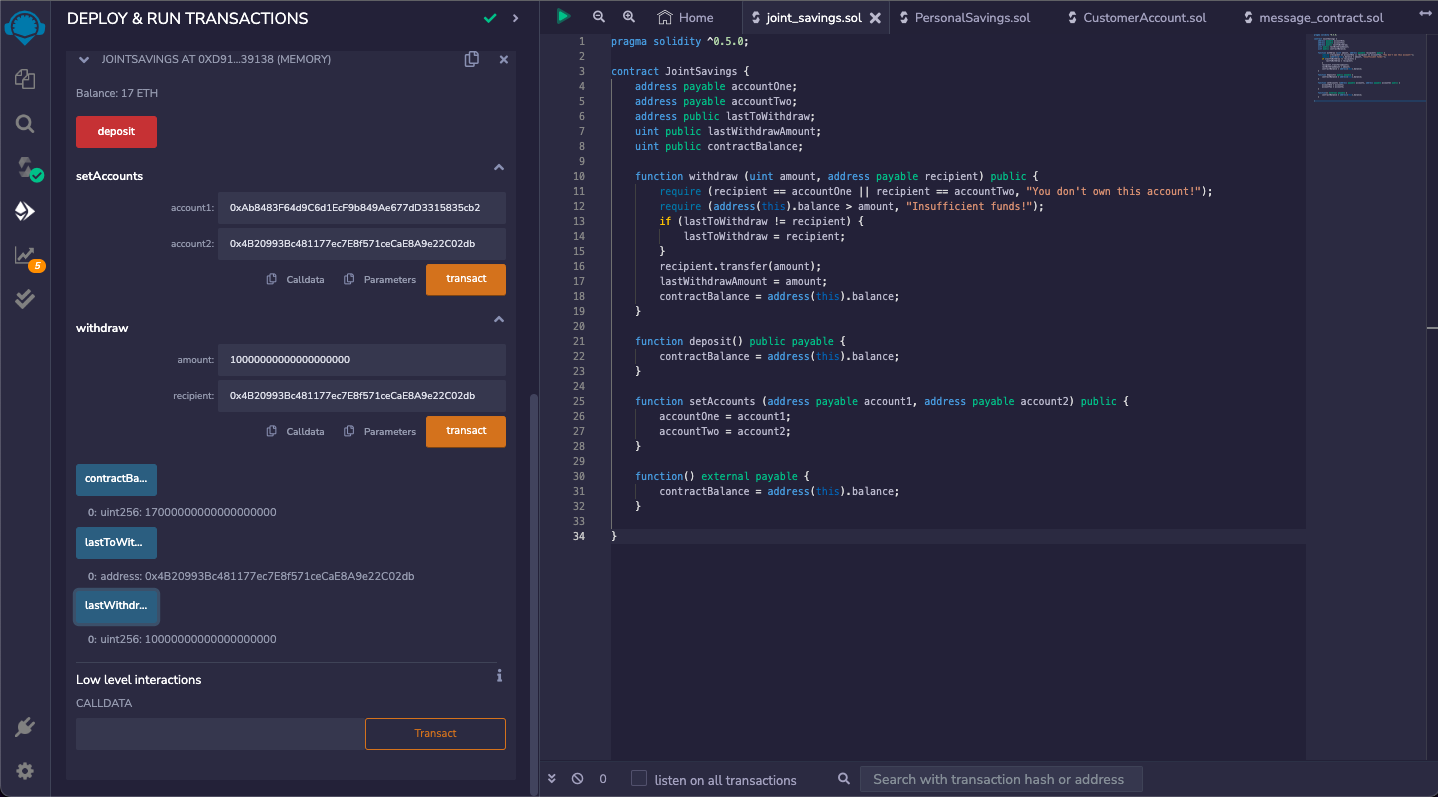 DEPLOY & RUN TRANSACTIONS
JOINTSAVINGS AT 0XD91...39138 (MEMORY)
Balance: 17 ETH
deposit
setAccounts
account1: 0xAb8483F64d9C6d1EcF9b849Ae677dD3315835cb2
account2: 0x4B20993Bc481177ec7E8f571ceCaE8A9e22C02db
Calldata Parameters transact
withdraw
amount: 10000000000000000000
recipient: 0x4B20993Bc481177ec7E8f571ceCaE8A9e22C02db
Calldata Parameters transact
contractBa...
0: uint256: 17000000000000000000
lastToWit...
0: address: 0x4B20993Bc481177ec7E8f571ceCaE8A9e22C02db
lastWithdr...
0: uint256: 10000000000000000000
Low level interactions
CALLDATA
Transact
5
Home joint_savings.sol PersonalSavings.sol CustomerAccount.sol message_contract.sol
1 pragma solidity ^0.5.0;
2
3 contract JointSavings {
4 address payable accountOne;
5 address payable accountTwo;
6 address public lastToWithdraw;
7 uint public lastWithdrawAmount;
8 uint public contractBalance;
9
10 function withdraw (uint amount, address payable recipient) public {
11 require (recipient == accountOne || recipient == accountTwo, "You don't own this account!");
12 require (address(this).balance > amount, "Insufficient funds!");
13 if (lastToWithdraw != recipient) {
14 lastToWithdraw = recipient;
15 }
16 recipient.transfer(amount);
17 lastWithdrawAmount = amount;
18 contractBalance = address(this).balance;
19 }
20
21 function deposit() public payable {
22 contractBalance = address(this).balance;
23 }
24
25 function setAccounts (address payable account1, address payable account2) public {
26 accountOne = account1;
27 accountTwo = account2;
28 }
29
30 function() external payable {
31 contractBalance = address(this).balance;
32 }
33
34 }
0 listen on all transactions Search with transaction hash or address